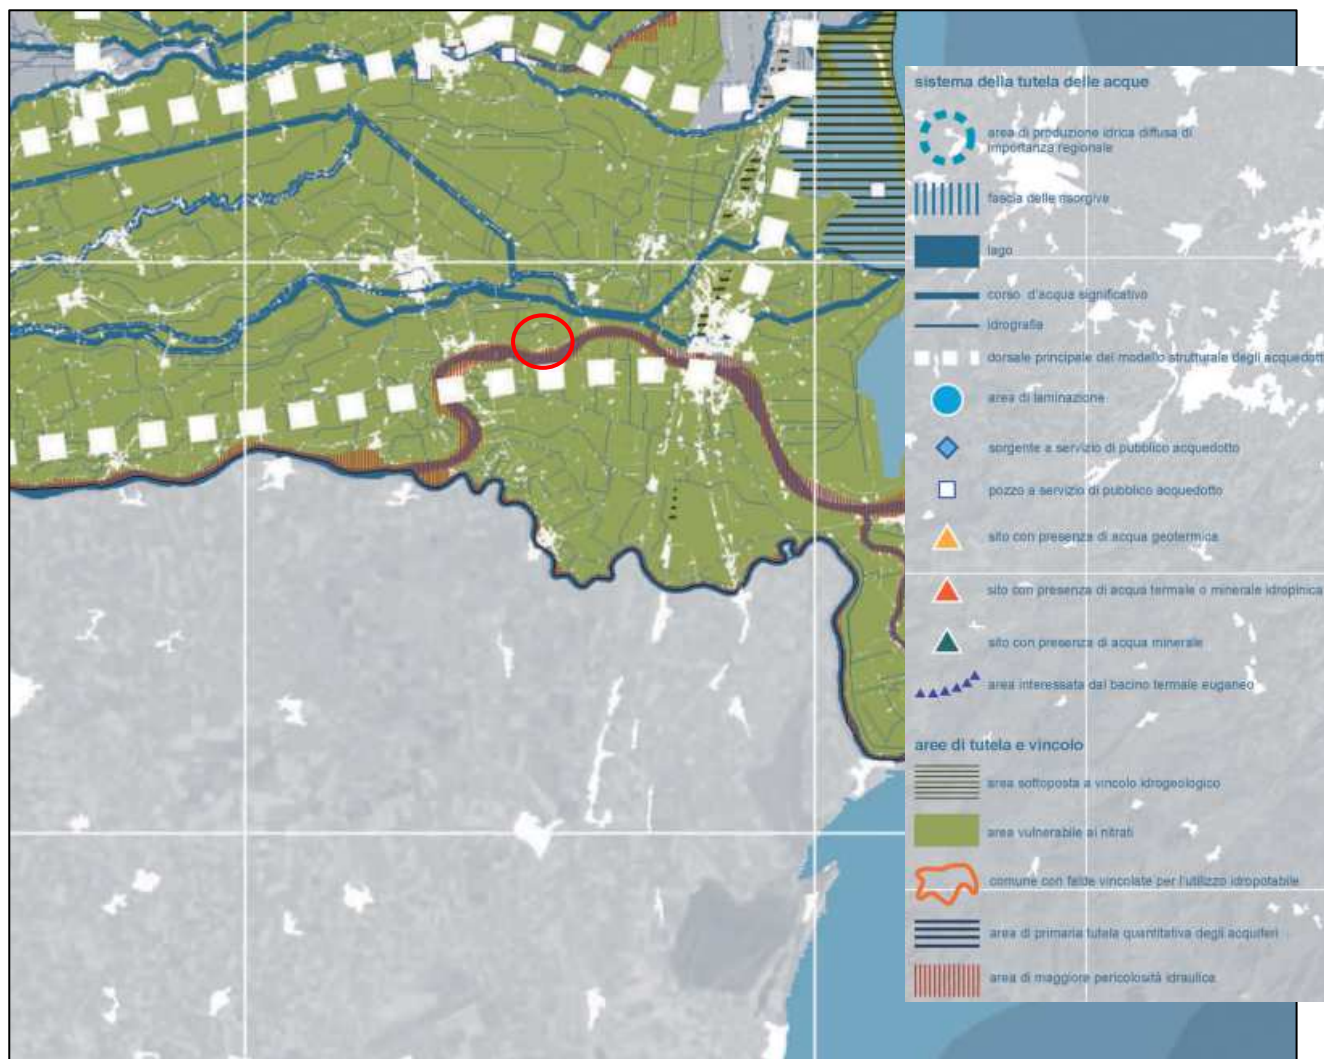 sistema della tutela delle acque
area di produzione idrica diffusa di
importanza regionale
fascia delle risorgive
lago
corso d'acqua significativo
idrografia
dorsale principale del modello strutturale degli acquedott
area di laminazione
sorgente a servizio di pubblico acquedotto
pozzo a servizio di pubblico acquedotto
sito con presenza di acqua geotermica
sito con presenza di acqua termale o minerale idropinica
sito con presenza di acqua minerale
area interessata dal bacino termale euganeo
aree di tutela e vincolo
area sottoposta a vincolo idrogeologico
area vulnerabile ai nitrati
comune con falde vincolate per l'utilizzo idropotabile
area di primaria tutela quantitativa degli acquiferi
area di maggiore pericolosità idraulica